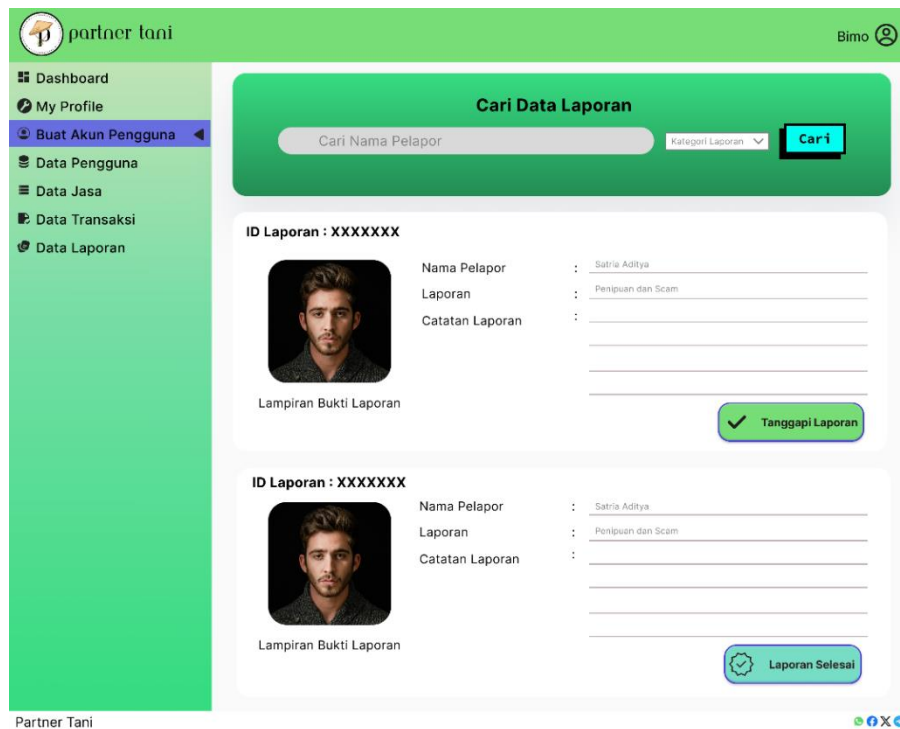 partner tani
Bimo
Dashboard
My Profile
Buat Akun Pengguna
Data Pengguna
Data Jasa
Data Transaksi
Data Laporan
Cari Data Laporan
Cari Nama Pelapor
Kategori Laporan
Cari
ID Laporan : XXXXXXX
Nama Pelapor : Satria Aditya
Laporan : Penipuan dan Scam
Catatan Laporan :
Lampiran Bukti Laporan
Tanggapi Laporan
ID Laporan : XXXXXXX
Nama Pelapor : Satria Aditya
Laporan : Penipuan dan Scam
Catatan Laporan :
Lampiran Bukti Laporan
Laporan Selesai
Partner Tani